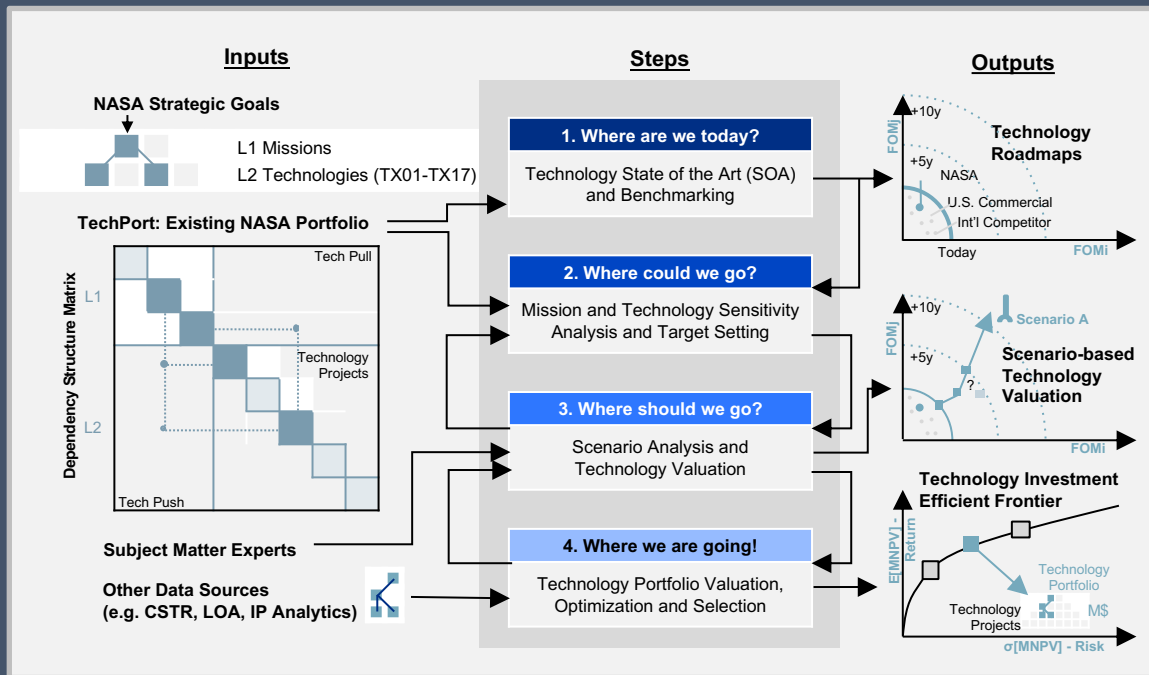 Inputs
Steps
Outputs
NASA Strategic Goals
L1 Missions
L2 Technologies (TX01-TX17)
TechPort: Existing NASA Portfolio
Dependency Structure Matrix
L1
L2
Tech Pull
Technology
Projects
Tech Push
Subject Matter Experts
Other Data Sources
(e.g. CSTR, LOA, IP Analytics)
1. Where are we today?
Technology State of the Art (SOA)
and Benchmarking
2. Where could we go?
Mission and Technology Sensitivity
Analysis and Target Setting
3. Where should we go?
Scenario Analysis and
Technology Valuation
4. Where we are going!
Technology Portfolio Valuation,
Optimization and Selection
FOMj
+10y
+5y
Technology
Roadmaps
NASA
U.S. Commercial
Int'l Competitor
Today
FOMi
FOMj
+10y
+5y
Scenario A
Scenario-based
Technology
Valuation
?
FOMi
Technology Investment
Efficient Frontier
E[MNPV] -
Return
Technology
Portfolio
Technology
Projects
M$
σ[MNPV] - Risk